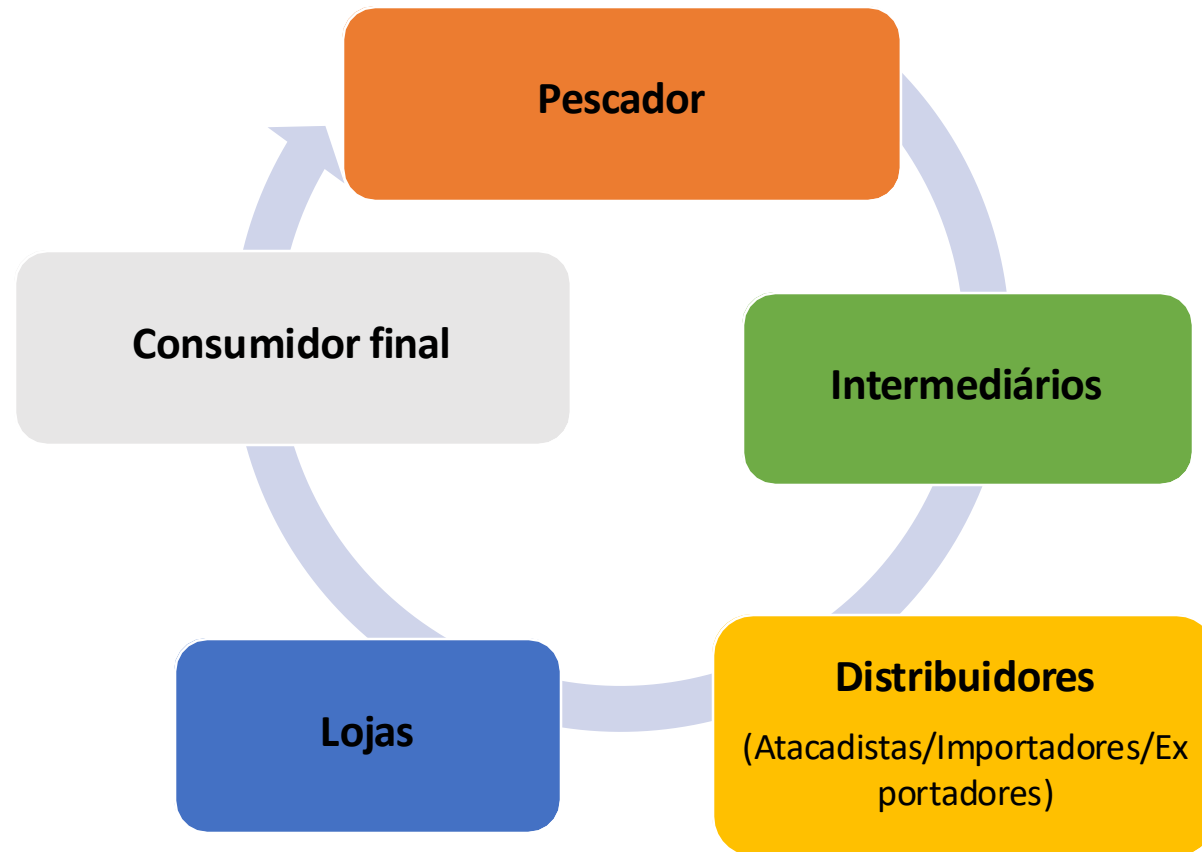 Pescador
Intermediários
Distribuidores
(Atacadistas/Importadores/Ex
portadores)
Lojas
Consumidor final